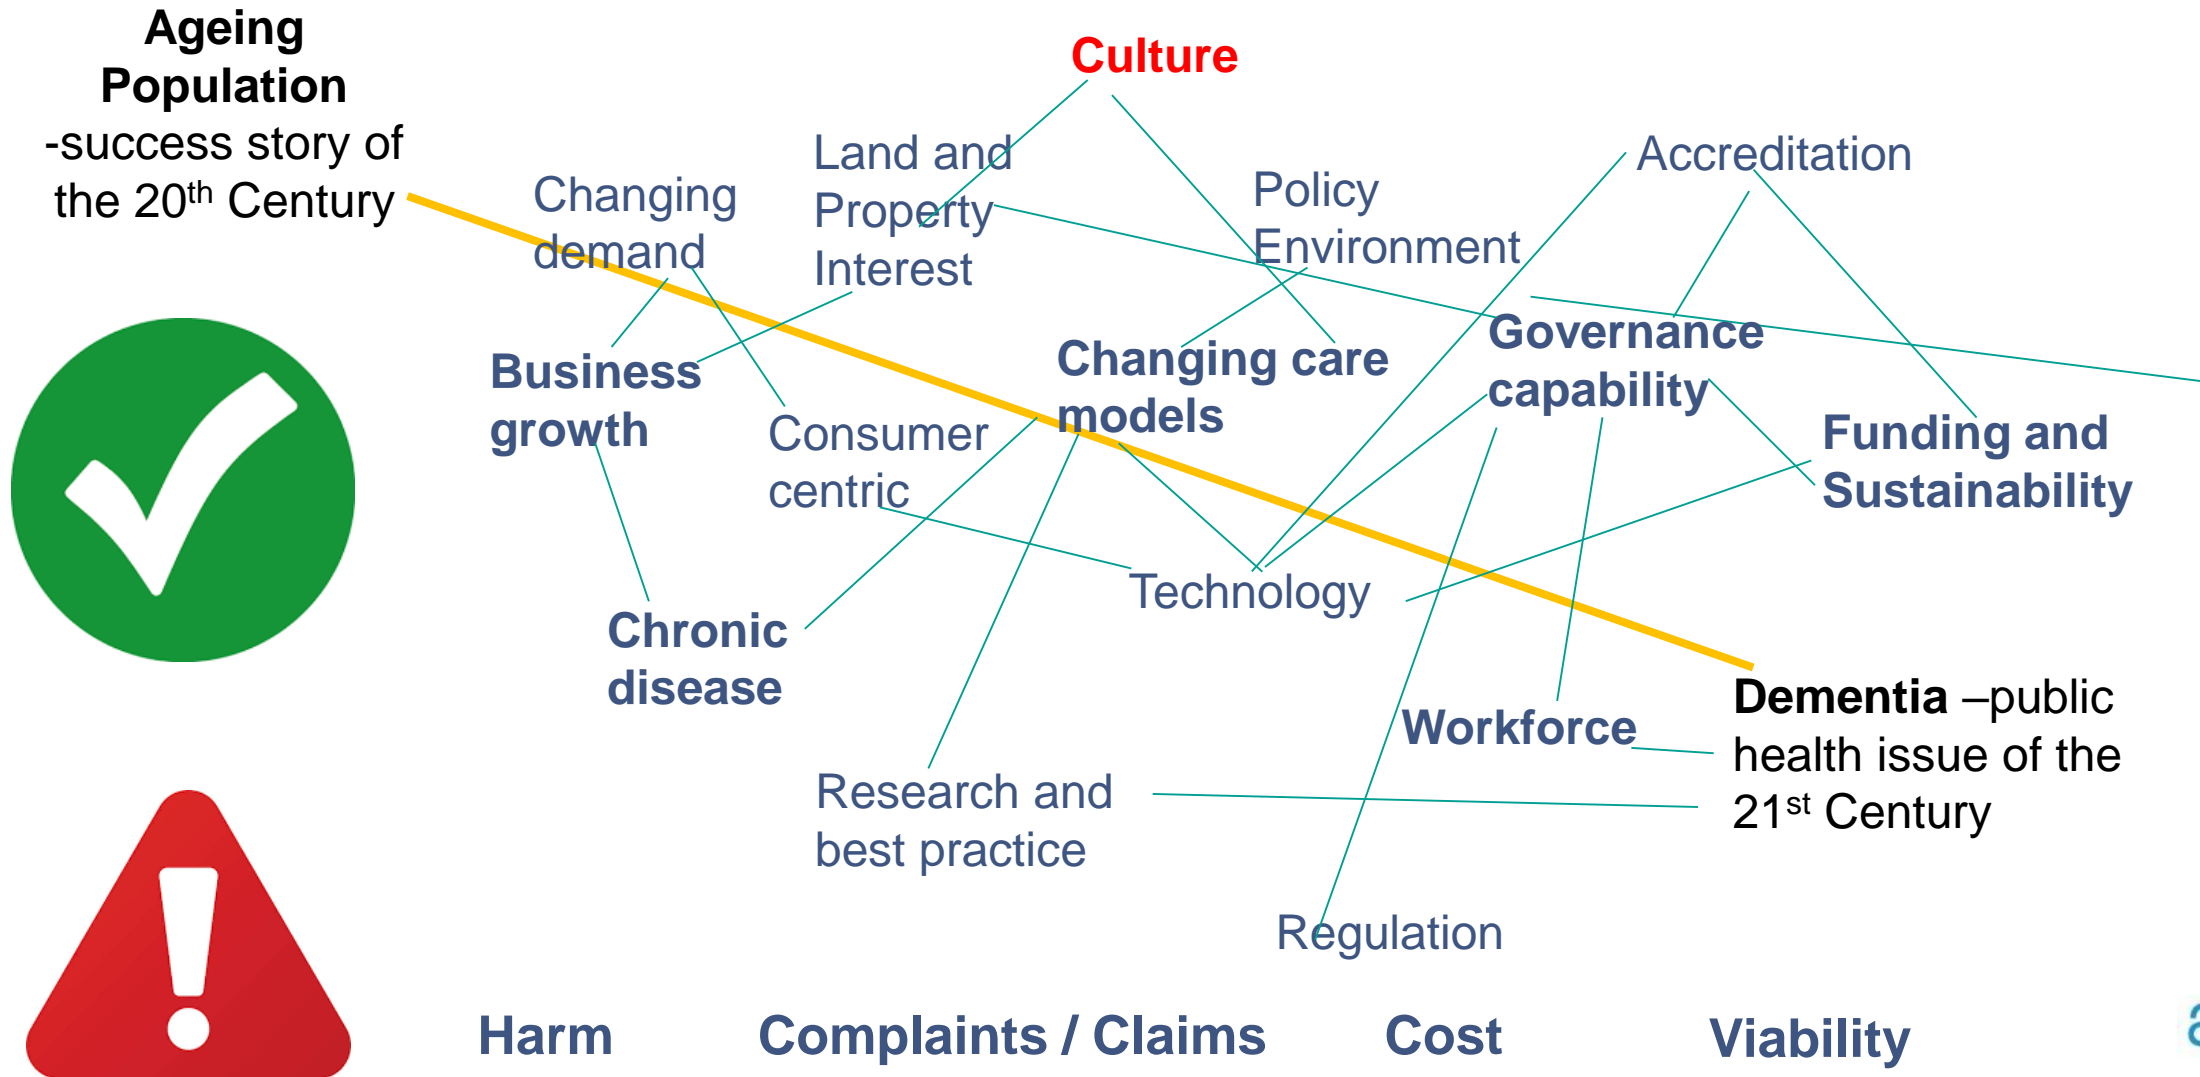 Ageing
Population
-success story of
the 20th Century
Culture
Changing
demand
Land and
Property
Interest
Policy
Environment
Accreditation
Business
growth
Consumer
centric
Changing care
models
Governance
capability
Funding and
Sustainability
Technology
Chronic
disease
Workforce
Dementia –public
health issue of the
21st Century
Research and
best practice
Regulation
Harm
Complaints / Claims
Cost
Viability